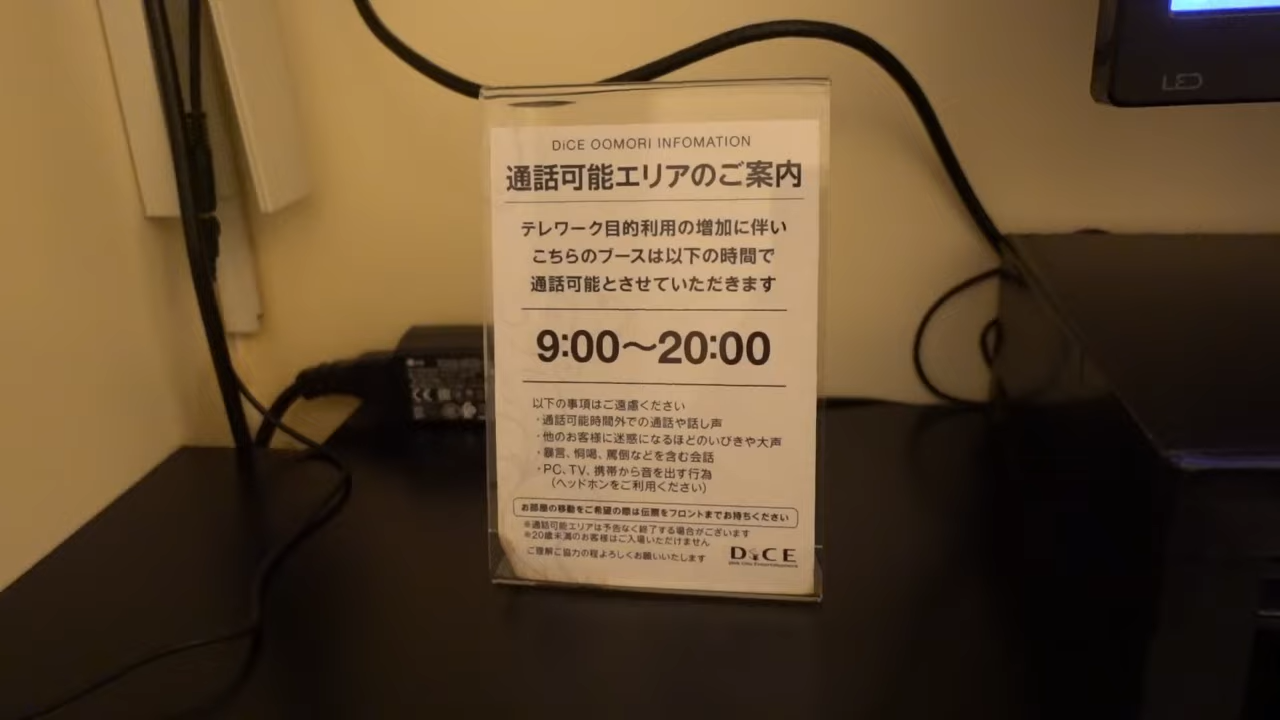 LED
DiCE OOMORI INFOMATION
通話可能エリアのご案内
テレワーク目的利用の増加に伴い
こちらのブースは以下の時間で
通話可能とさせていただきます
9:00〜20:00
以下の事項はご遠慮ください
・通話可能時間外での通話や話し声
・他のお客様に迷惑になるほどのいびきや大声
・暴言、恫喝、罵倒などを含む会話
・PC、TV、携帯から音を出す行為
(ヘッドホンをご利用ください)
お部屋の移動をご希望の際は伝票をフロントまでお持ちください
※通話可能エリアは予告なく終了する場合がございます
※20歳未満のお客様はご入場いただけません
ご理解ご協力の程よろしくお願いいたします
DiCE